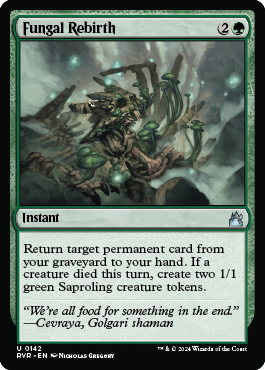 Fungal Rebirth 2
Instant
Return target permanent card from
your graveyard to your hand. If a
creature died this turn, create two 1/1
green Saproling creature tokens.
“We’re all food for something in the end.”
—Cevraya, Golgari shaman
U 0142
RVR • EN Nicholas Gregory
™ & © 2024 Wizards of the Coast